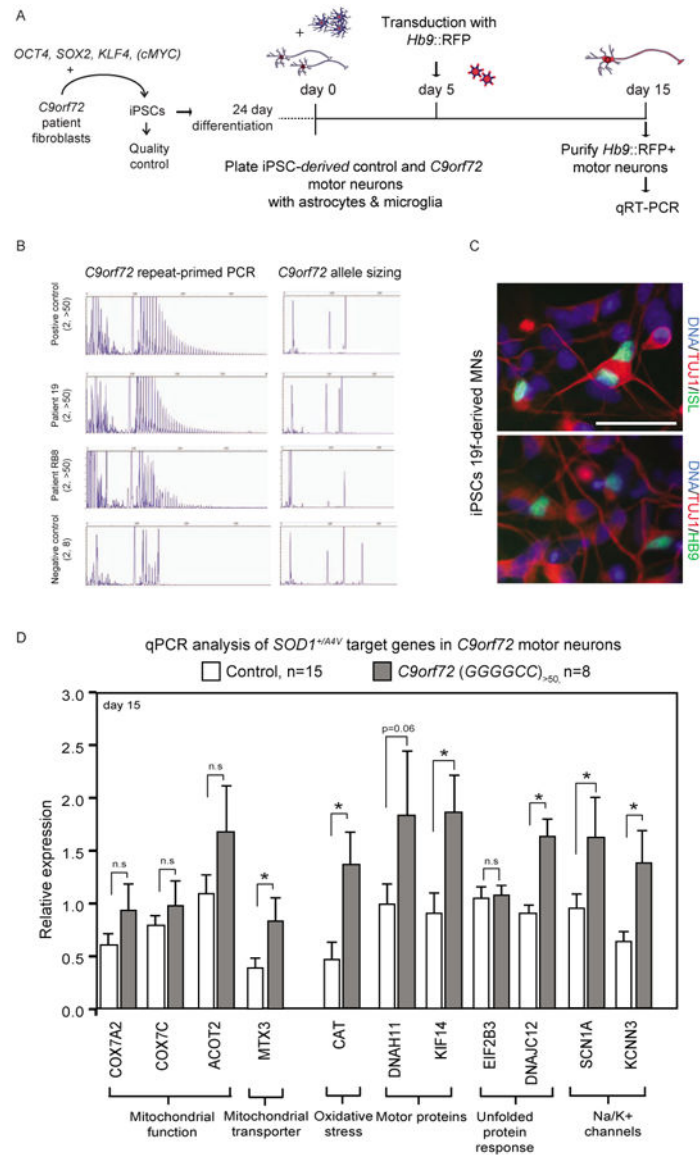 A
OCT4, SOX2, KLF4, (cMYC)
+
C9orf72
patient
fibroblasts
iPSCs
Quality
control
24 day
differentiation
+
day 0
Transduction with
Hb9::RFP
day 5
day 15
Plate iPSC-derived control and C9orf72
motor neurons
with astrocytes & microglia
Purify Hb9::RFP+
motor neurons
qRT-PCR
B
C9orf72 repeat-primed PCR
C9orf72 allele sizing
Postive control
(2, >50)
Patient 19
(2, >50)
Patient RB8
(2, >50)
Negative control
(2, 8)
C
iPSCs 19f-derived MNs
DNA/TUJ1/ISL
DNA/TUJ1/HB9
D
qPCR analysis of SOD1+/A4V target genes in C9orf72 motor neurons
Control, n=15
C9orf72 (GGGGCC)>50, n=8
day 15
Relative expression
3.0
2.5
2.0
1.5
1.0
0.5
0.0
n.s
n.s
n.s
*
*
p=0.06
*
n.s
*
*
*
COX7A2
COX7C
ACOT2
MTX3
CAT
DNAH11
KIF14
EIF2B3
DNAJC12
SCN1A
KCNN3
Mitochondrial
function
Mitochondrial
transporter
Oxidative
stress
Motor proteins
Unfolded
protein
response
Na/K+
channels